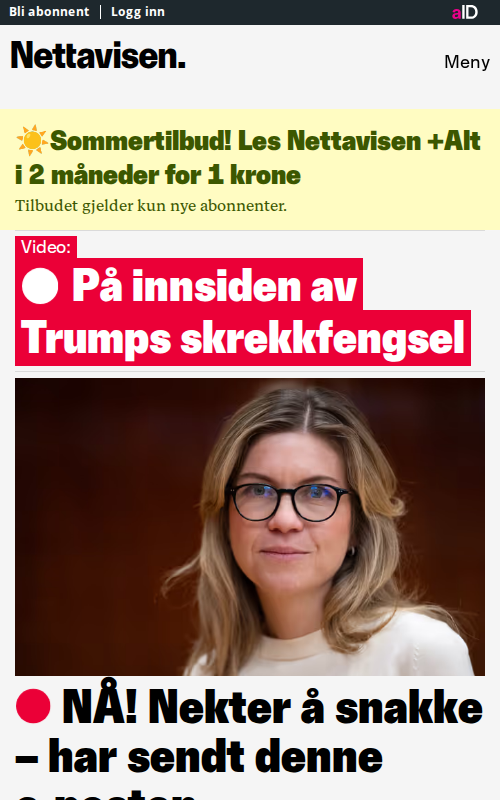 Bli abonnent | Logg inn
aID
Nettavisen.
Meny
☀️Sommertilbud! Les Nettavisen +Alt
i 2 måneder for 1 krone
Tilbudet gjelder kun nye abonnenter.
Video:
På innsiden av
Trumps skrekkfengsel
NÅ! Nekter å snakke
– har sendt denne
e-posten